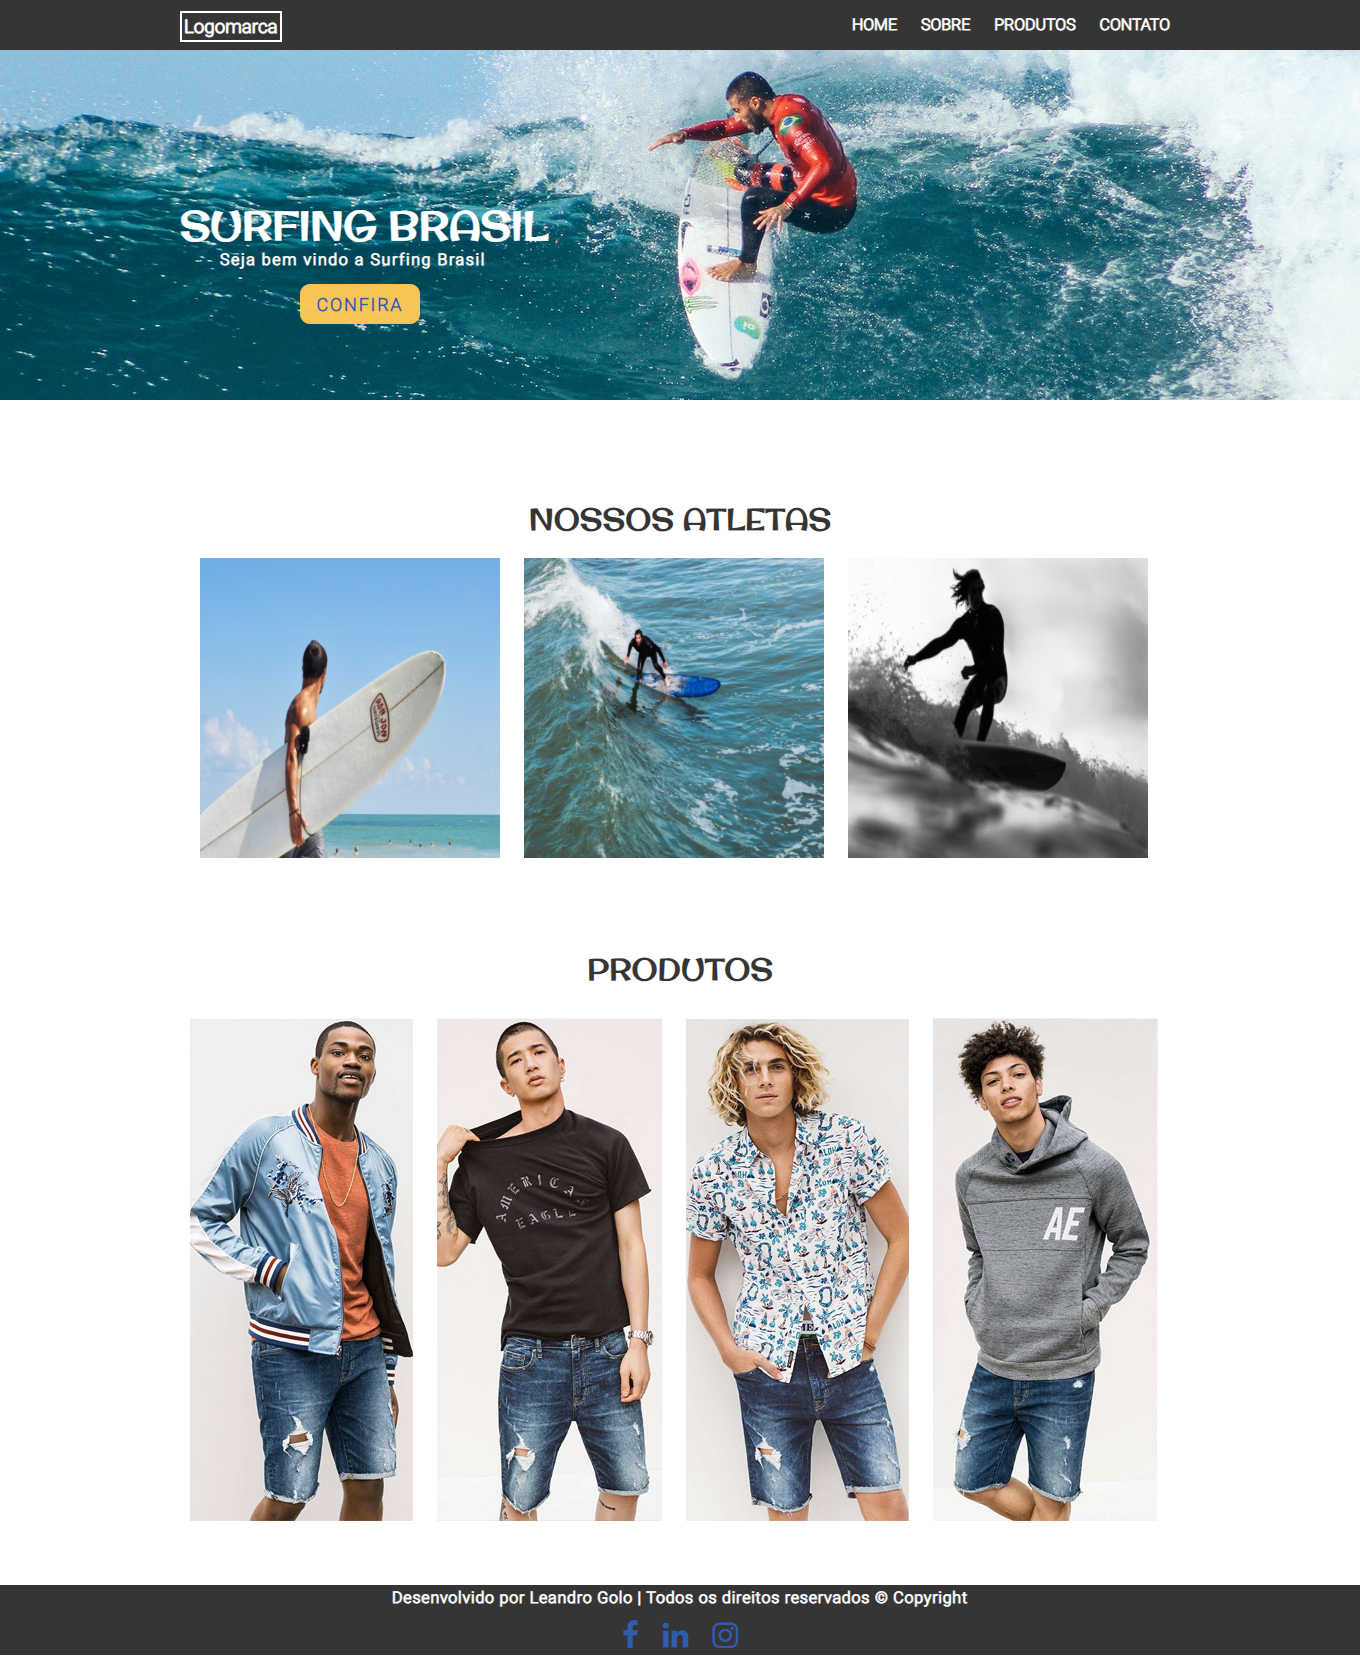 Logomarca
HOME SOBRE PRODUTOS CONTATO
SURFING BRASIL
Seja bem vindo a Surfing Brasil
CONFIRA
NOSSOS ATLETAS
PRODUTOS
AMERICAN
EAGLE
AE
Desenvolvido por Leandro Golo | Todos os direitos reservados © Copyright